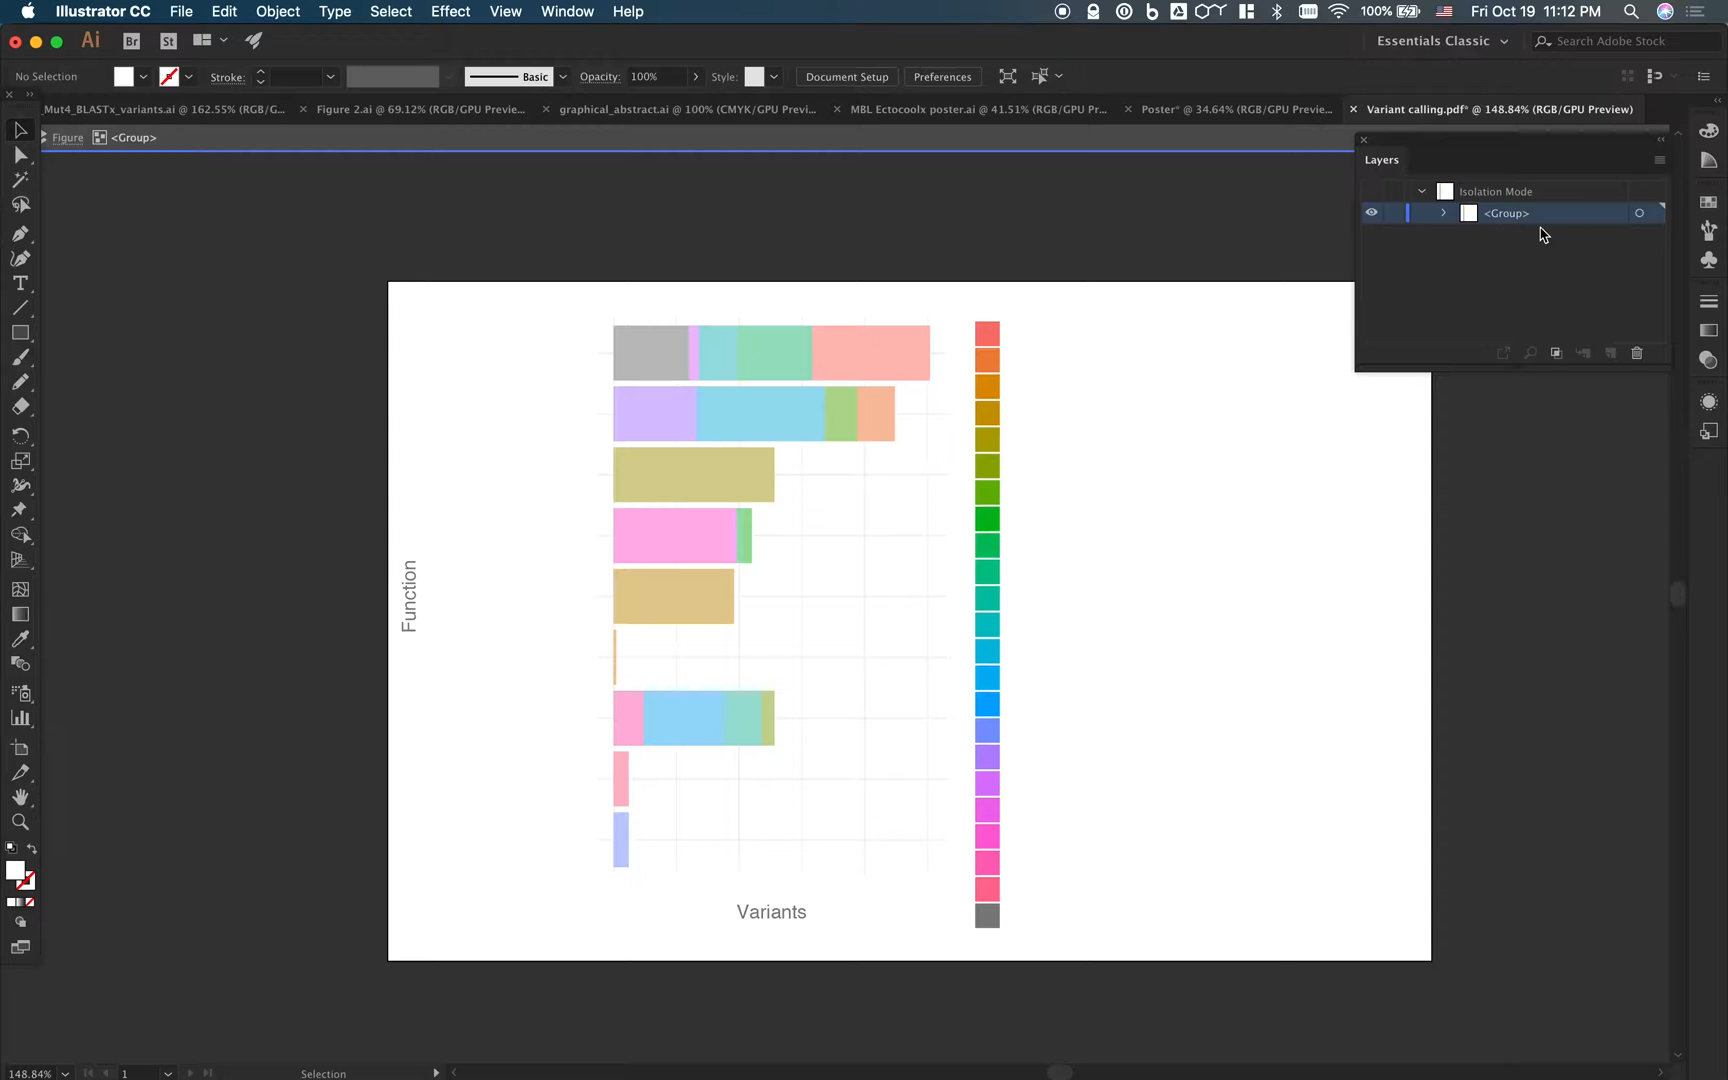 Illustrator CC File Edit Object Type Select Effect View Window Help 100% Fri Oct 19 11:12 PM
Ai Br St Essentials Classic Search Adobe Stock
No Selection Stroke: Basic Opacity: 100% Style: Document Setup Preferences
_Mut4_BLASTx_variants.ai @ 162.55% (RGB/G... Figure 2.ai @ 69.12% (RGB/GPU Previe... graphical_abstract.ai @ 100% (CMYK/GPU Previ... MBL Ectocoolx poster.ai @ 41.51% (RGB/GPU Pr... Poster* @ 34.64% (RGB/GPU Preview... Variant calling.pdf* @ 148.84% (RGB/GPU Preview)
Figure <Group>
Layers
Isolation Mode
<Group>
Function
Variants
148.84% 1 Selection